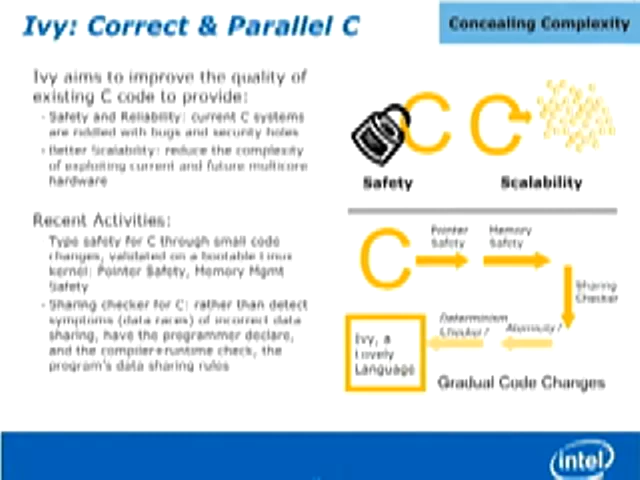 Ivy: Correct & Parallel C
Concealing Complexity
Ivy aims to improve the quality of
existing C code to provide:
- Safety and Reliability: current C systems
are riddled with bugs and security holes
- Better Scalability: reduce the complexity
of exploiting current and future multicore
hardware
Recent Activities:
Type safety for C through small code
changes, validated on a bootable Linux
kernel: Pointer Safety, Memory Mgmt
Safety
- Sharing checker for C: rather than detect
symptoms (data races) of incorrect data
sharing, have the programmer declare,
and the compiler+runtime check, the
program's data sharing rules
C
C
Safety
Scalability
C
Pointer
Safety
Memory
Safety
Sharing
Checker
Determinism
Checker?
Atomicity?
Ivy, a
Lovely
Language
Gradual Code Changes
intel